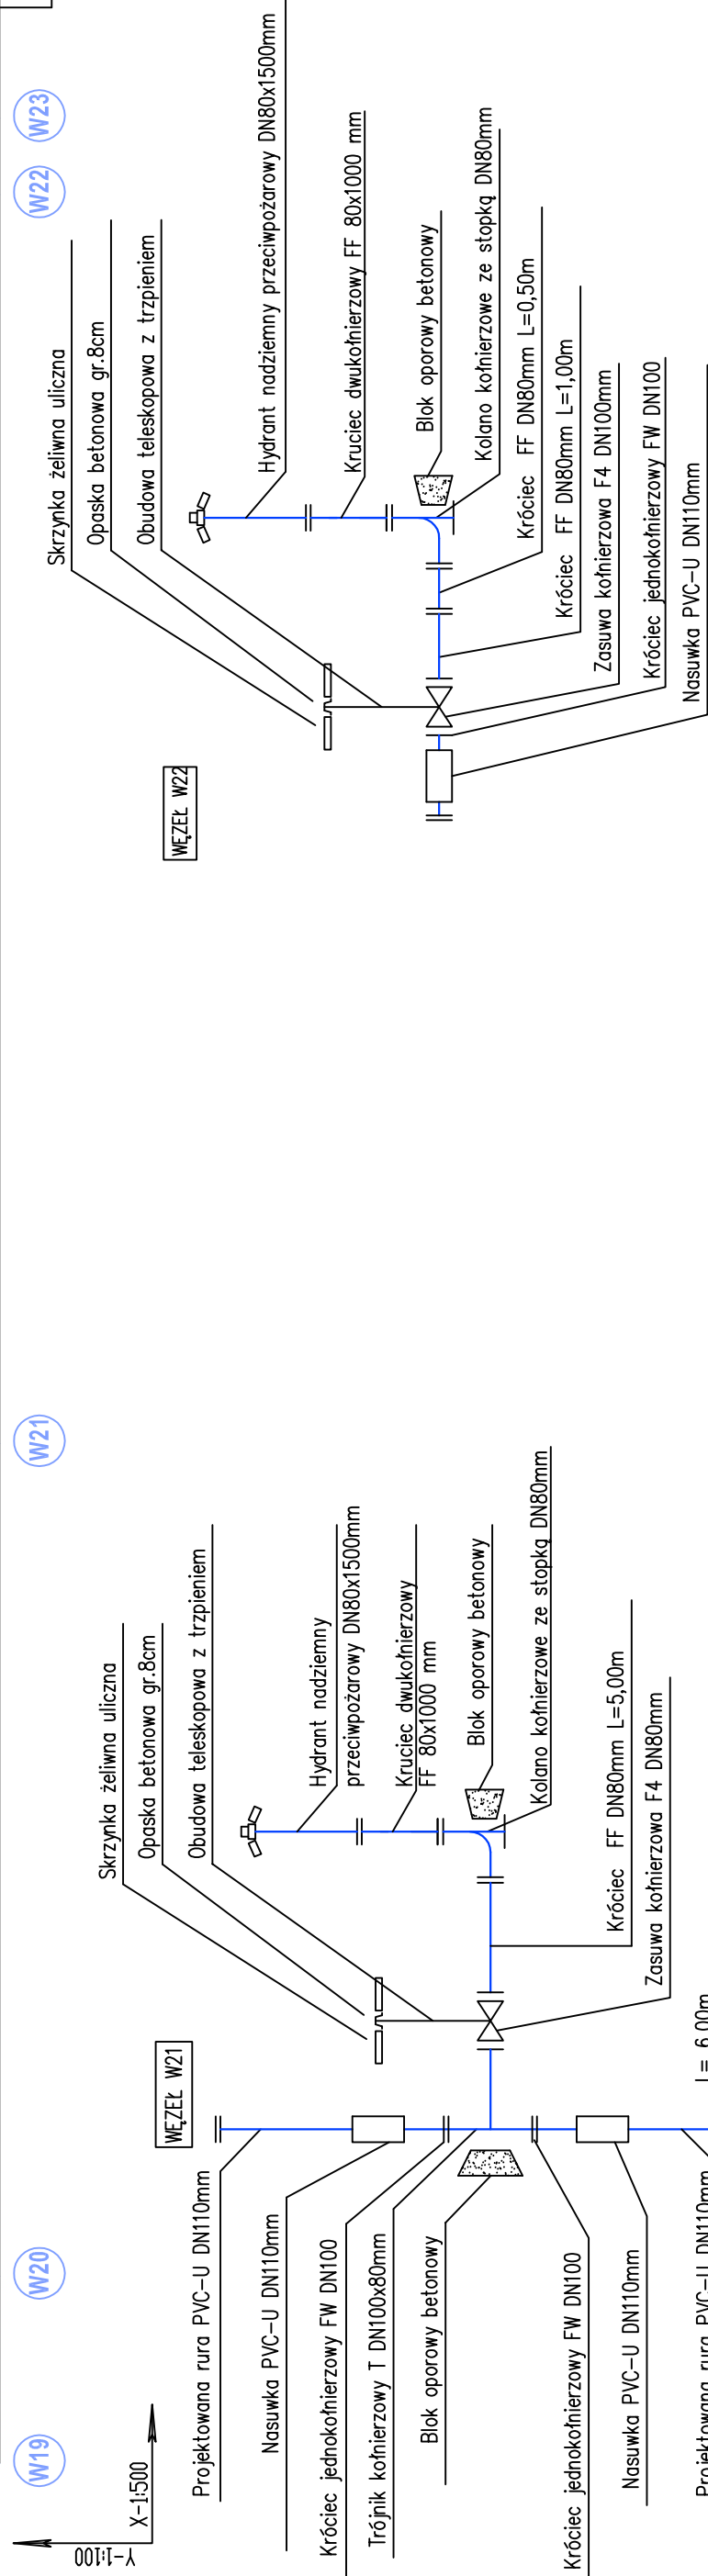 W19
W20
W21
W22
W23
Y-1:100
X-1:500
WĘZEŁ W21
Skrzynka żeliwna uliczna
Opaska betonowa gr.8cm
Obudowa teleskopowa z trzpieniem
Hydrant nadziemny
przeciwpożarowy DN80x1500mm
Kruciec dwukołnierzowy
FF 80x1000 mm
Blok oporowy betonowy
Kolano kołnierzowe ze stopką DN80mm
Króciec FF DN80mm L=5,00m
Zasuwa kołnierzowa F4 DN80mm
Projektowana rura PVC-U DN110mm
Nasuwka PVC-U DN110mm
Króciec jednokołnierzowy FW DN100
Trójnik kołnierzowy T DN100x80mm
Blok oporowy betonowy
Króciec jednokołnierzowy FW DN100
Nasuwka PVC-U DN110mm
Projektowana rura PVC-U DN110mm
L= 6,00m
WĘZEŁ W22
Skrzynka żeliwna uliczna
Opaska betonowa gr.8cm
Obudowa teleskopowa z trzpieniem
Hydrant nadziemny przeciwpożarowy DN80x1500mm
Kruciec dwukołnierzowy FF 80x1000 mm
Blok oporowy betonowy
Kolano kołnierzowe ze stopką DN80mm
Króciec FF DN80mm L=0,50m
Króciec FF DN80mm L=1,00m
Zasuwa kołnierzowa F4 DN100mm
Króciec jednokołnierzowy FW DN100
Nasuwka PVC-U DN110mm